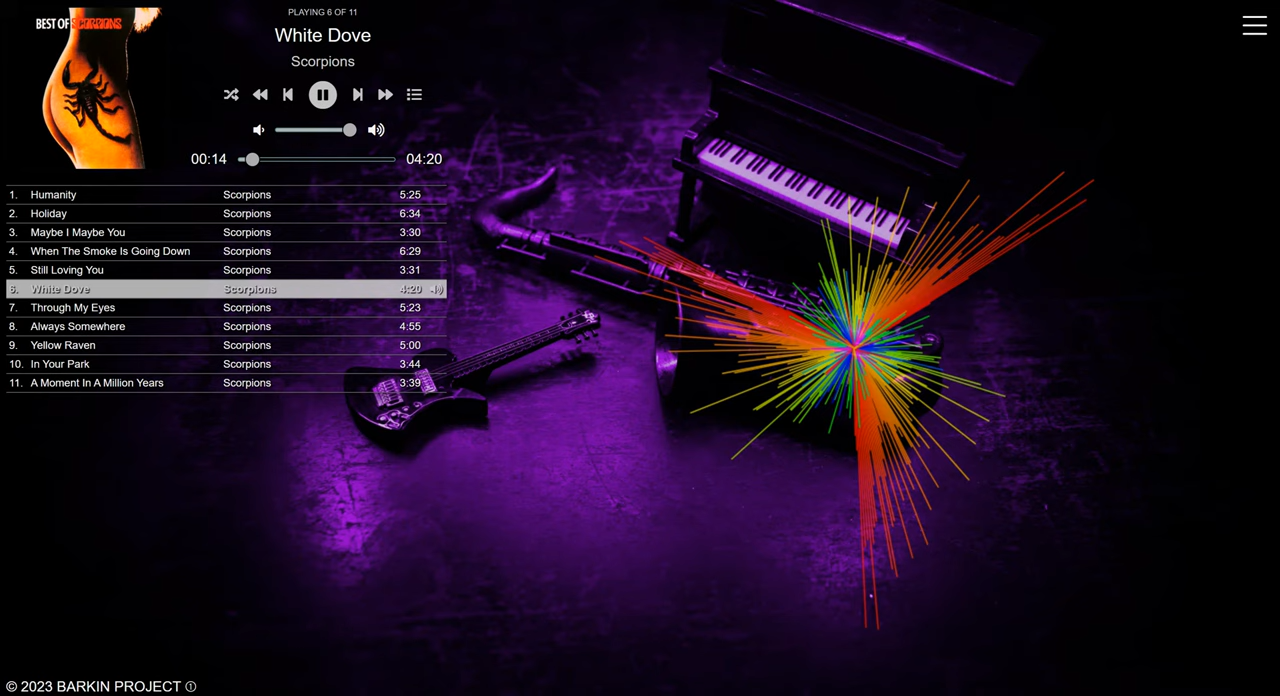 BEST OF SCORPIONS
PLAYING 6 OF 11
White Dove
Scorpions
00:14 04:20
1. Humanity Scorpions 5:25
2. Holiday Scorpions 6:34
3. Maybe I Maybe You Scorpions 3:30
4. When The Smoke Is Going Down Scorpions 6:29
5. Still Loving You Scorpions 3:31
6. White Dove Scorpions 4:20
7. Through My Eyes Scorpions 5:23
8. Always Somewhere Scorpions 4:55
9. Yellow Raven Scorpions 5:00
10. In Your Park Scorpions 3:44
11. A Moment In A Million Years Scorpions 3:39
© 2023 BARKIN PROJECT ①